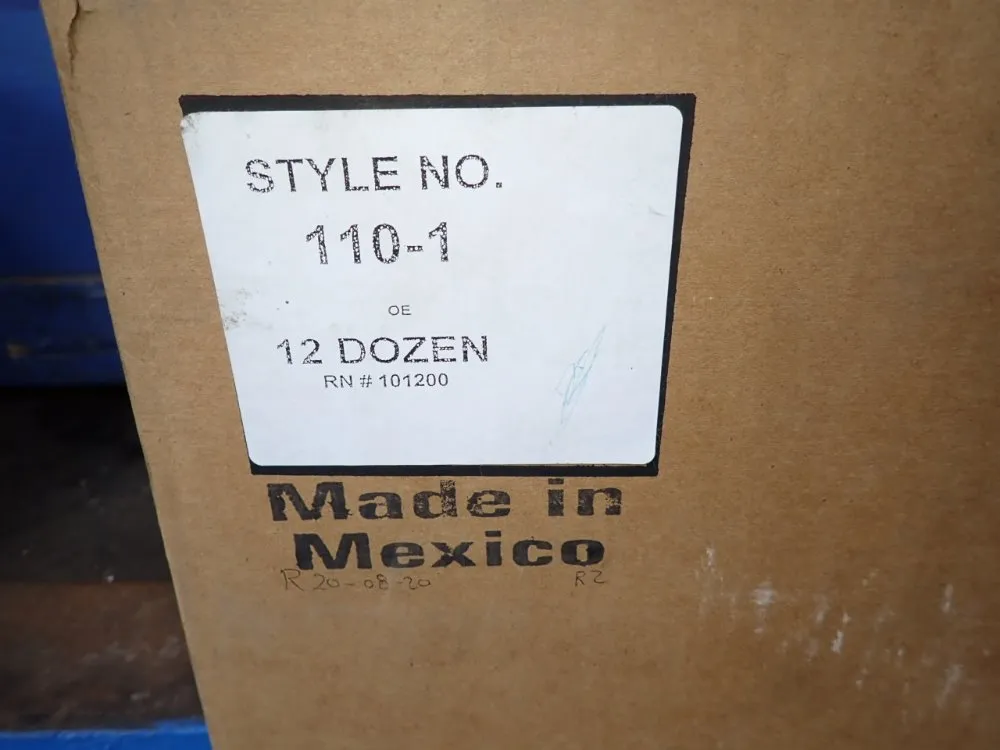 STYLE NO.
110-1
OE
12 DOZEN
RN # 101200
Made in
Mexico
R 20-08-20 R2